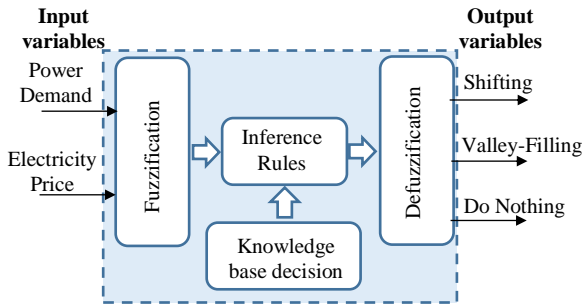 Input
variables
Power
Demand
Electricity
Price
Fuzzification
Inference
Rules
Knowledge
base decision
Defuzzification
Output
variables
Shifting
Valley-Filling
Do Nothing